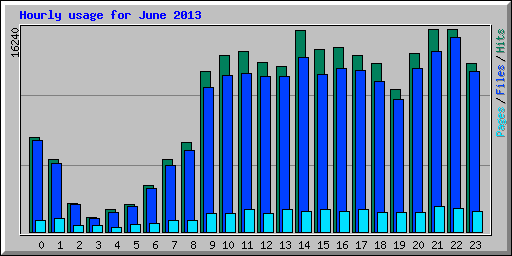 Hourly usage for June 2013
16240
Pages / Files / Hits
0 1 2 3 4 5 6 7 8 9 10 11 12 13 14 15 16 17 18 19 20 21 22 23